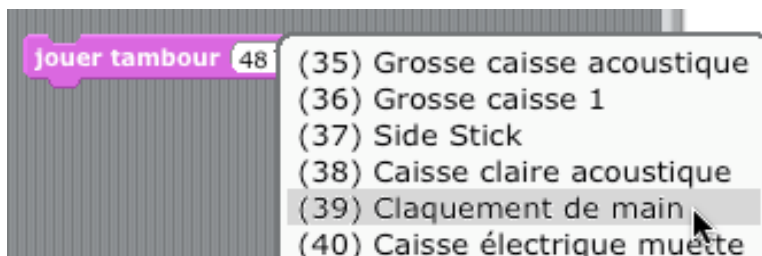 jouer tambour 48
(35) Grosse caisse acoustique
(36) Grosse caisse 1
(37) Side Stick
(38) Caisse claire acoustique
(39) Claquement de main
(40) Caisse électrique muette